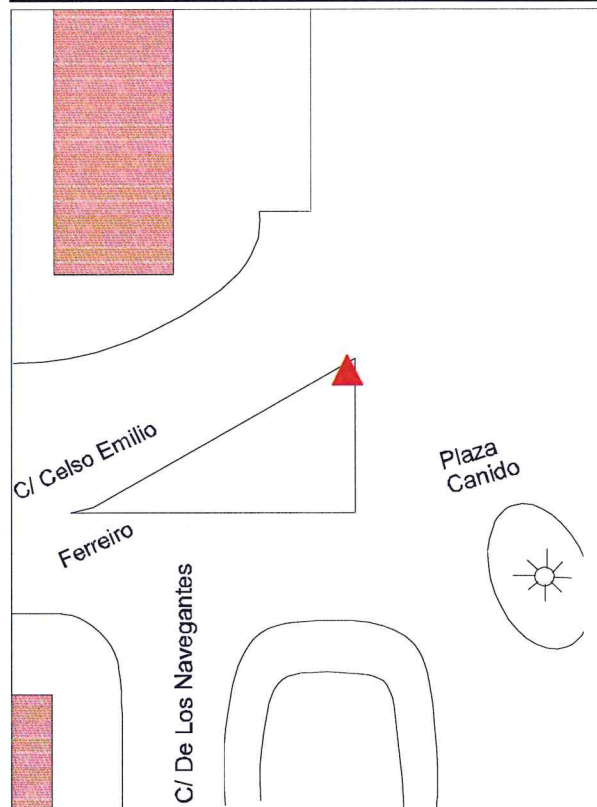 C/ Celso Emilio
Ferreiro
Plaza
Canido
C/ De Los Navegantes